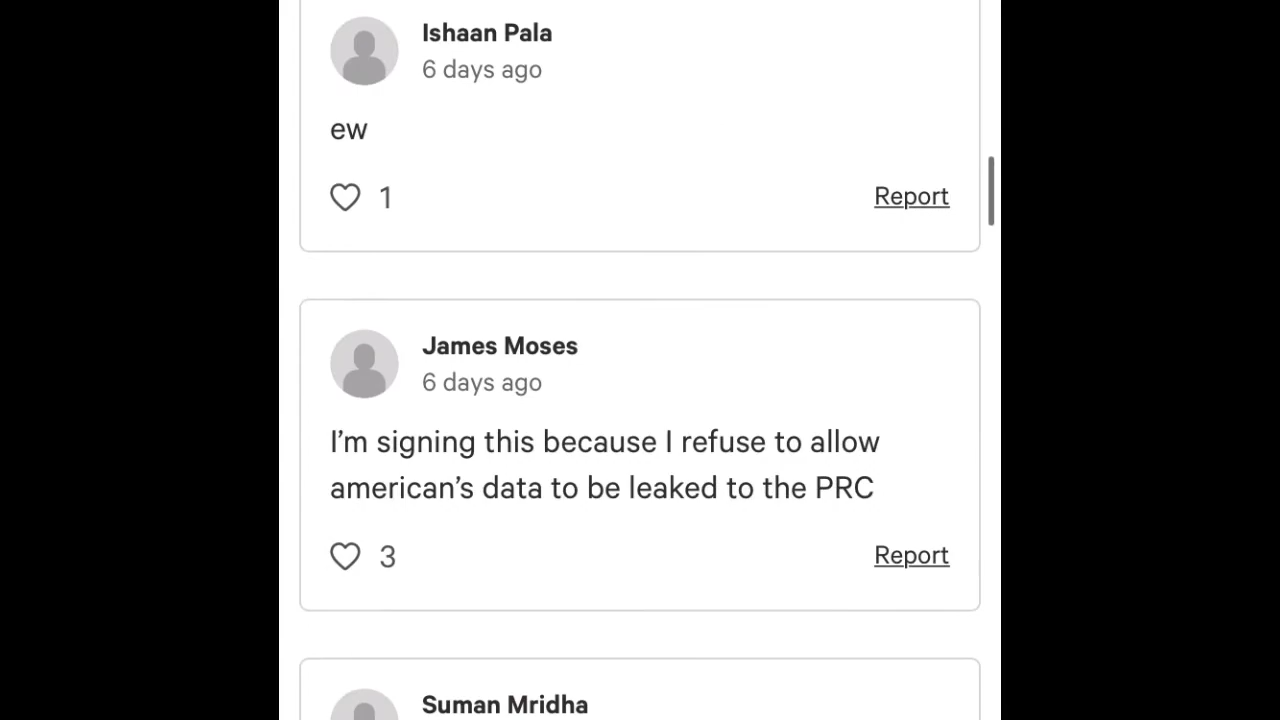 Ishaan Pala
6 days ago
ew
1
Report
James Moses
6 days ago
I’m signing this because I refuse to allow
american’s data to be leaked to the PRC
3
Report
Suman Mridha